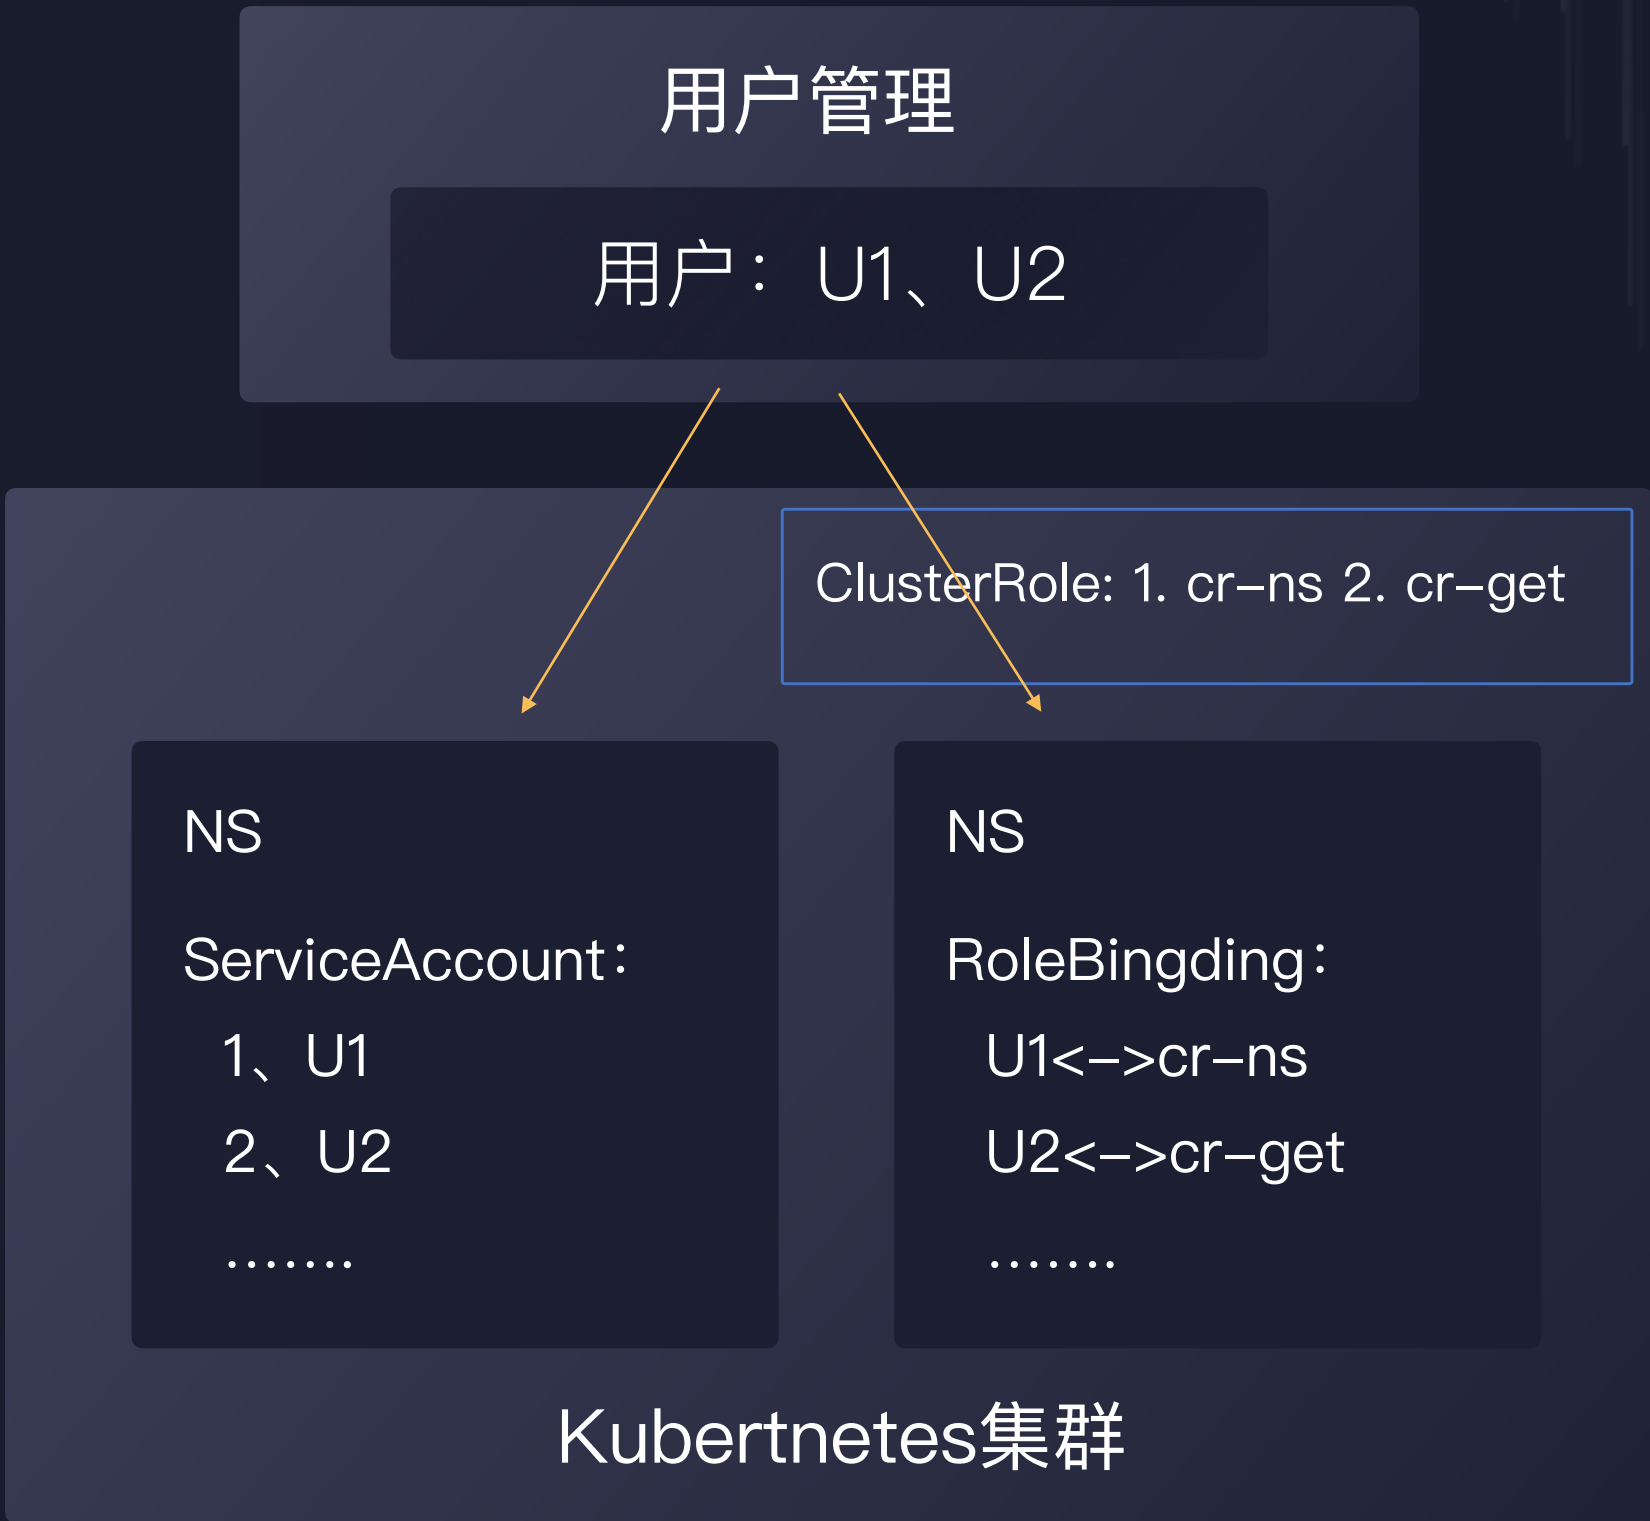 用户管理
用户：U1、U2
ClusterRole: 1. cr-ns 2. cr-get
NS
ServiceAccount：
1、U1
2、U2
.......
NS
RoleBingding：
U1<->cr-ns
U2<->cr-get
.......
Kubertnetes集群